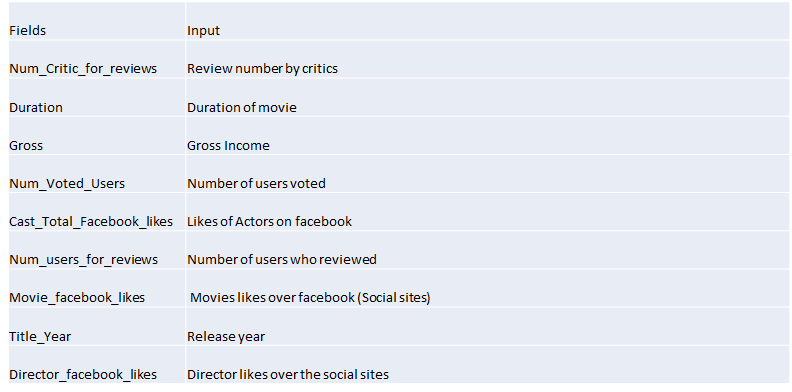 Fields Input
Num_Critic_for_reviews Review number by critics
Duration Duration of movie
Gross Gross Income
Num_Voted_Users Number of users voted
Cast_Total_Facebook_likes Likes of Actors on facebook
Num_users_for_reviews Number of users who reviewed
Movie_facebook_likes Movies likes over facebook (Social sites)
Title_Year Release year
Director_facebook_likes Director likes over the social sites